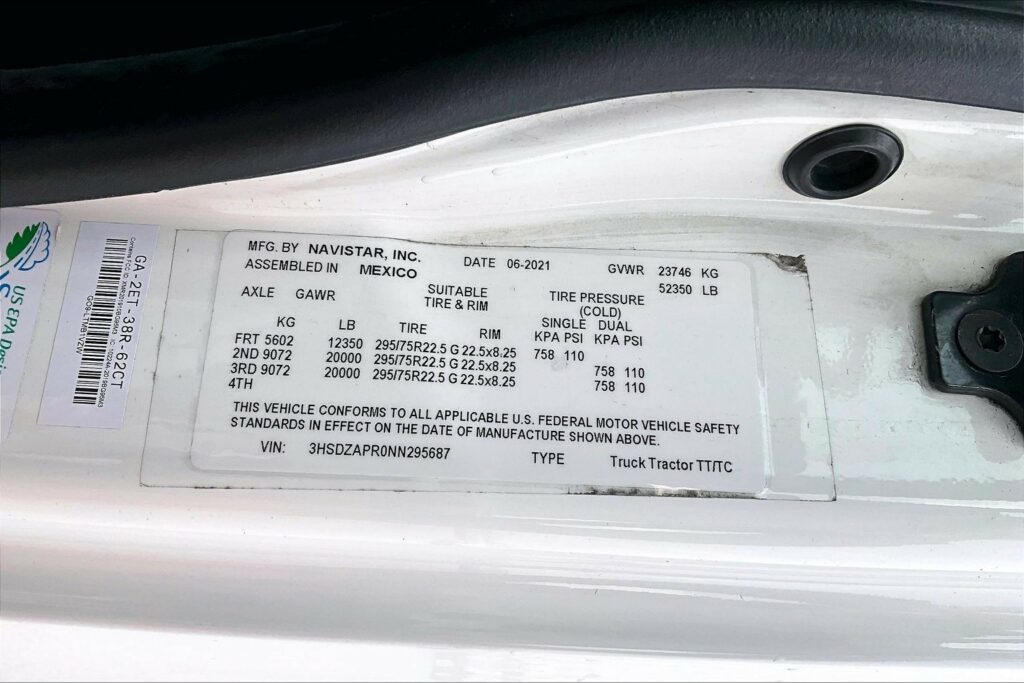 US EPA Desi
GA-2ET-38R-62CT
GO9-LTMB1VZW
MFG. BY NAVISTAR, INC.
ASSEMBLED IN MEXICO
DATE 06-2021
GVWR 23746 KG
52350 LB
AXLE GAWR SUITABLE TIRE & RIM TIRE PRESSURE (COLD)
SINGLE DUAL
KG LB TIRE RIM KPA PSI KPA PSI
FRT 5602 12350 295/75R22.5 G 22.5x8.25 758 110
2ND 9072 20000 295/75R22.5 G 22.5x8.25 758 110
3RD 9072 20000 295/75R22.5 G 22.5x8.25 758 110
4TH
THIS VEHICLE CONFORMS TO ALL APPLICABLE U.S. FEDERAL MOTOR VEHICLE SAFETY
STANDARDS IN EFFECT ON THE DATE OF MANUFACTURE SHOWN ABOVE.
VIN: 3HSDZAPR0NN295687 TYPE Truck Tractor TT/TC